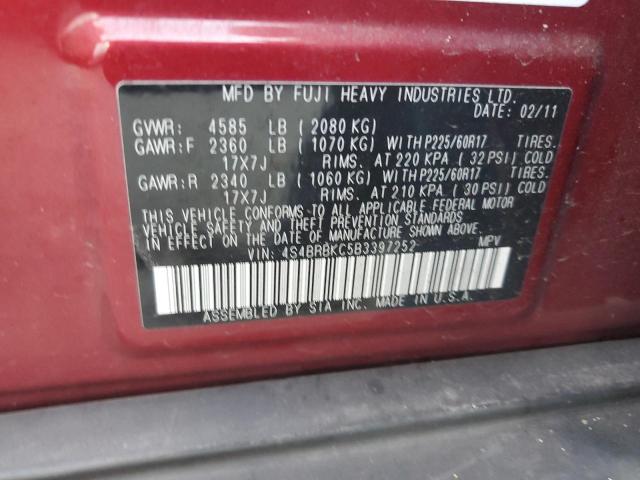 MFD BY FUJI HEAVY INDUSTRIES LTD.
DATE: 02/11
GVWR: 4585 LB ( 2080 KG)
GAWR:F 2360 LB ( 1070 KG) WITH P225/60R17 TIRES.
17X7J RIMS. AT 220 KPA ( 32 PSI) COLD
GAWR:R 2340 LB ( 1060 KG) WITH P225/60R17 TIRES.
17X7J RIMS. AT 210 KPA ( 30 PSI) COLD
THIS VEHICLE CONFORMS TO ALL APPLICABLE FEDERAL MOTOR
VEHICLE SAFETY AND THEFT PREVENTION STANDARDS
IN EFFECT ON THE DATE OF MANUFACTURE SHOWN ABOVE.
VIN: 4S4BRBKC5B3397252 MPV
ASSEMBLED BY SIA INC. MADE IN U.S.A.